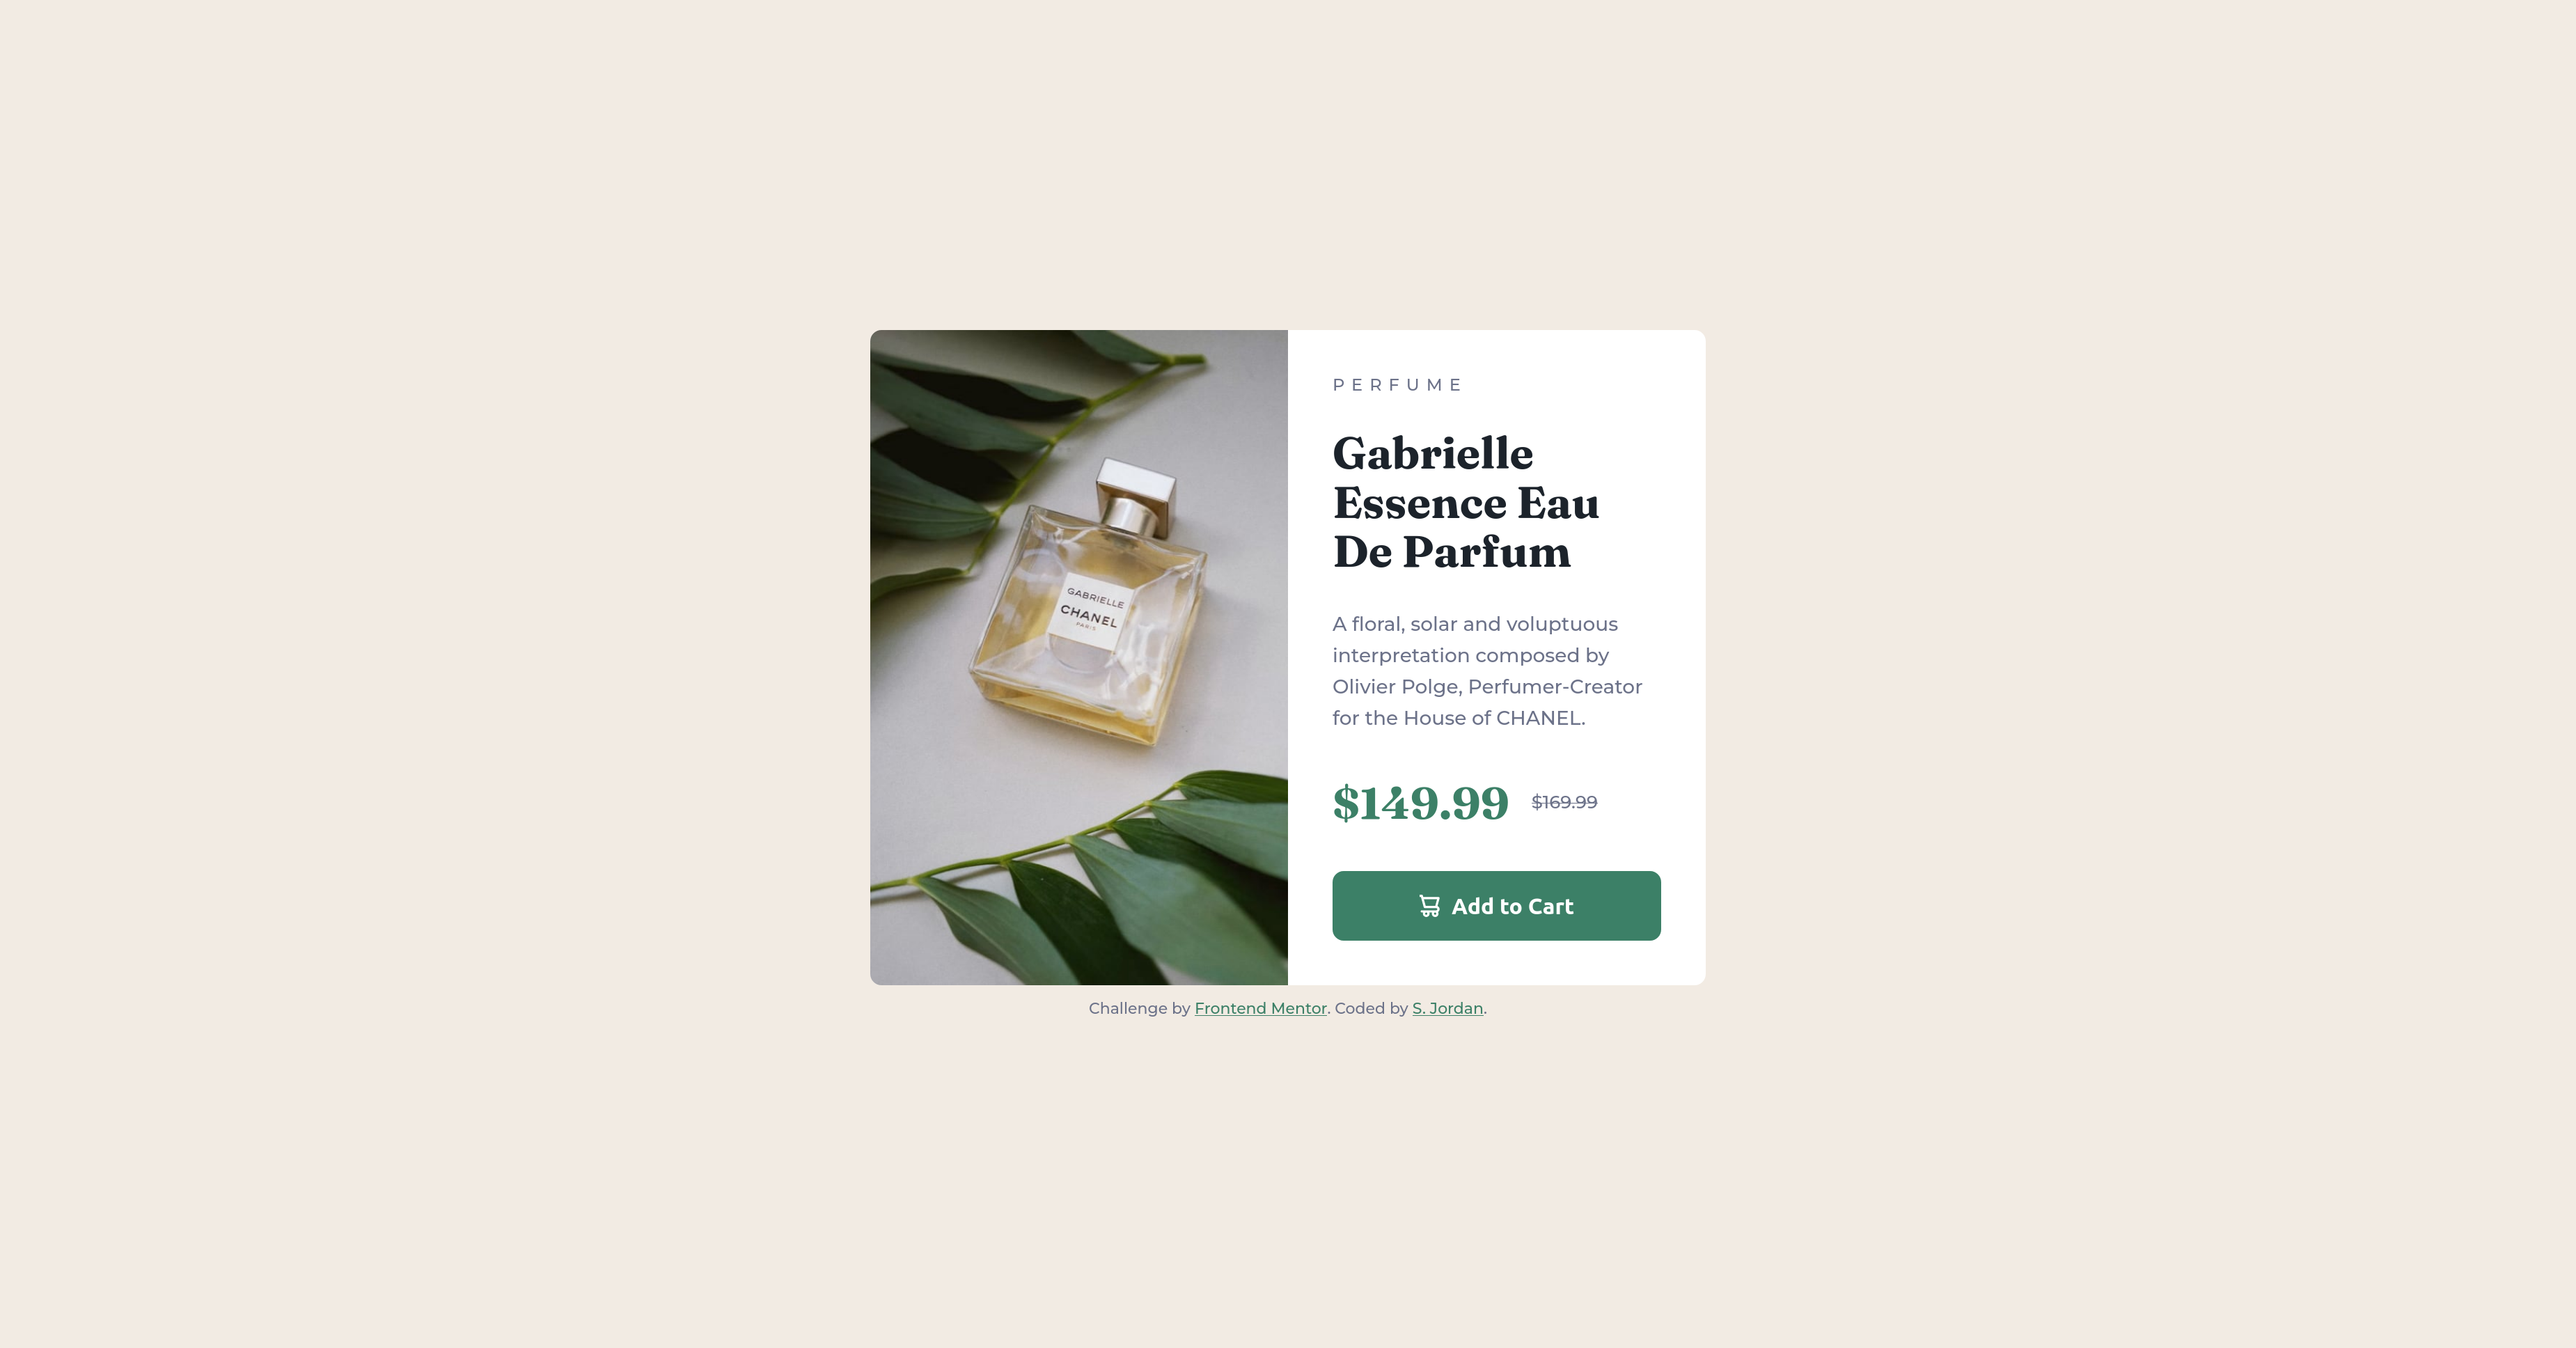 GABRIELLE
CHANEL
PARIS
PERFUME
Gabrielle
Essence Eau
De Parfum
A floral, solar and voluptuous
interpretation composed by
Olivier Polge, Perfumer-Creator
for the House of CHANEL.
$149.99 $169.99
Add to Cart
Challenge by Frontend Mentor. Coded by S. Jordan.